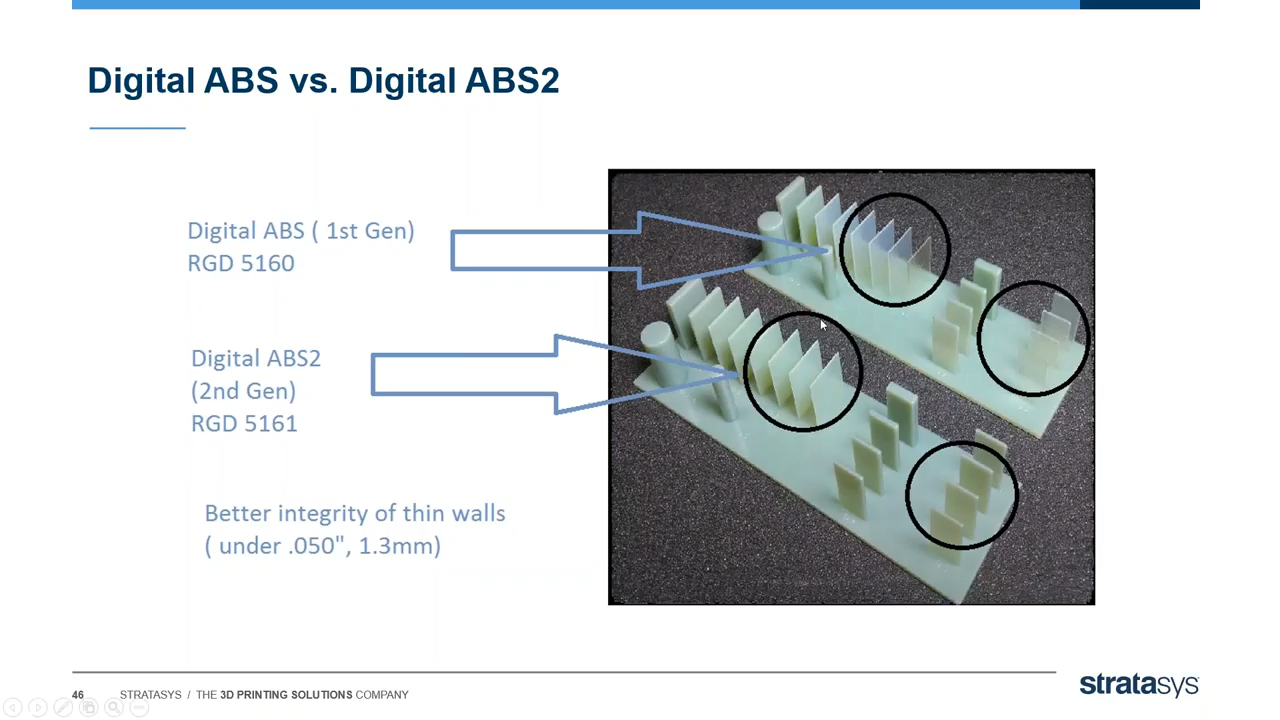 Digital ABS vs. Digital ABS2
Digital ABS ( 1st Gen)
RGD 5160
Digital ABS2
(2nd Gen)
RGD 5161
Better integrity of thin walls
( under .050", 1.3mm)
46 STRATASYS / THE 3D PRINTING SOLUTIONS COMPANY
stratasys